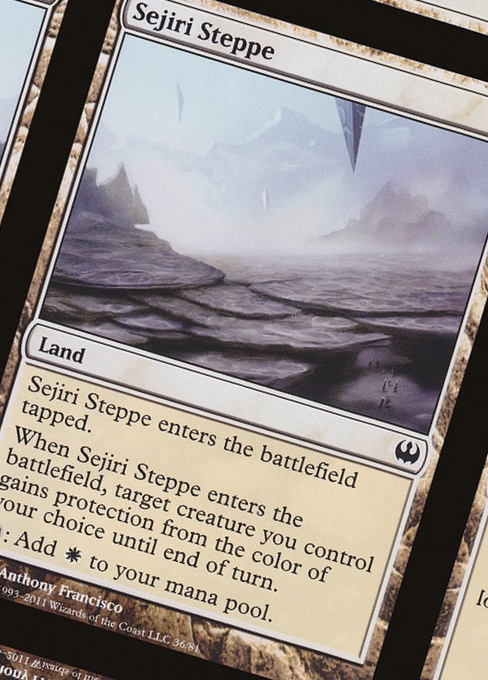 Sejiri Steppe
Land
Sejiri Steppe enters the battlefield
tapped.
When Sejiri Steppe enters the
battlefield, target creature you control
gains protection from the color of
your choice until end of turn.
: Add to your mana pool.
Anthony Francisco
1993–2011 Wizards of the Coast LLC 36/81